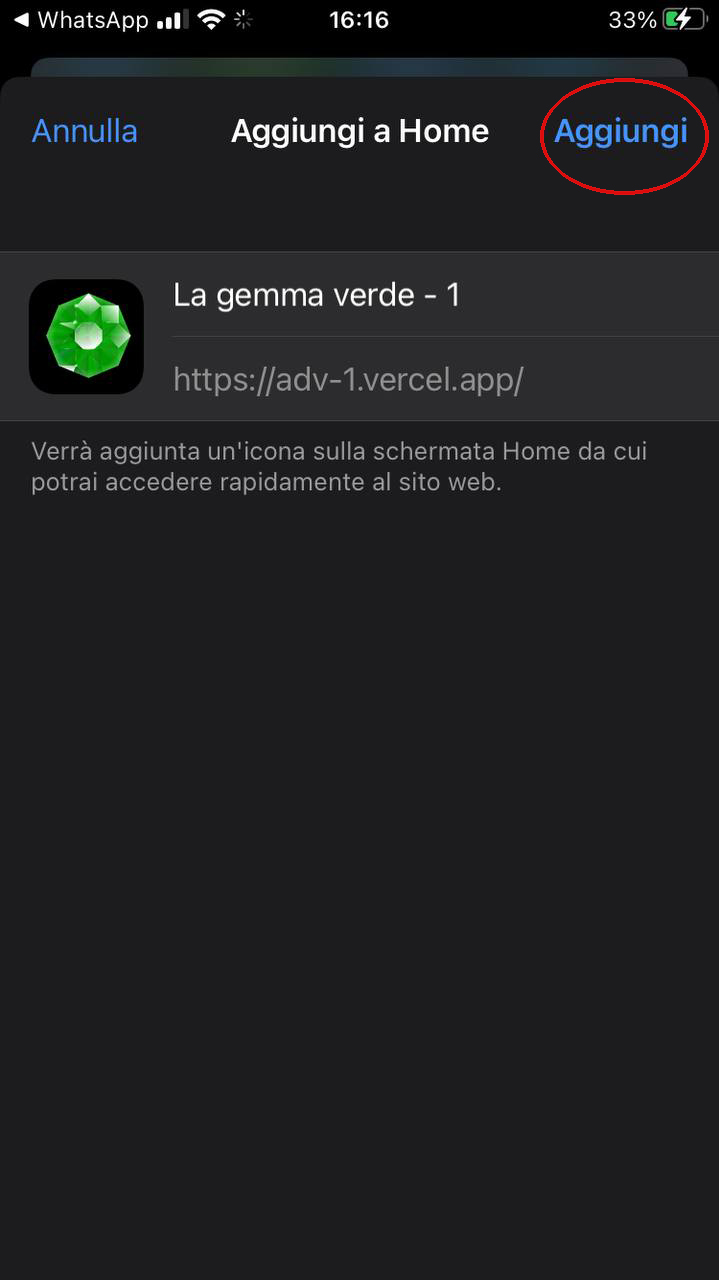 WhatsApp 16:16 33%
Annulla Aggiungi a Home Aggiungi
La gemma verde - 1
https://adv-1.vercel.app/
Verrà aggiunta un'icona sulla schermata Home da cui
potrai accedere rapidamente al sito web.